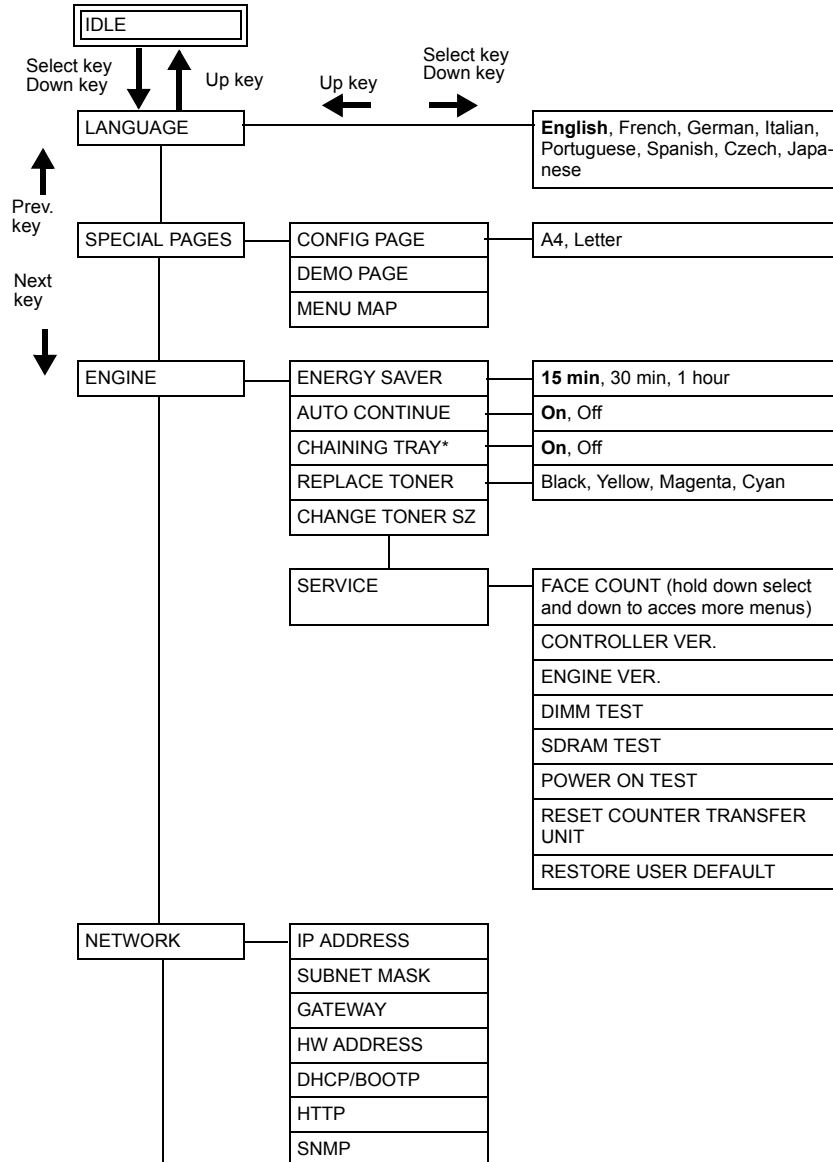 IDLE
Select key
Down key
Up key
Up key
Select key
Down key
LANGUAGE
English, French, German, Italian,
Portuguese, Spanish, Czech, Japa-
nese
Prev.
key
SPECIAL PAGES
CONFIG PAGE
A4, Letter
DEMO PAGE
MENU MAP
Next
key
ENGINE
ENERGY SAVER
15 min, 30 min, 1 hour
AUTO CONTINUE
On, Off
CHAINING TRAY*
On, Off
REPLACE TONER
Black, Yellow, Magenta, Cyan
CHANGE TONER SZ
SERVICE
FACE COUNT (hold down select
and down to acces more menus)
CONTROLLER VER.
ENGINE VER.
DIMM TEST
SDRAM TEST
POWER ON TEST
RESET COUNTER TRANSFER
UNIT
RESTORE USER DEFAULT
NETWORK
IP ADDRESS
SUBNET MASK
GATEWAY
HW ADDRESS
DHCP/BOOTP
HTTP
SNMP